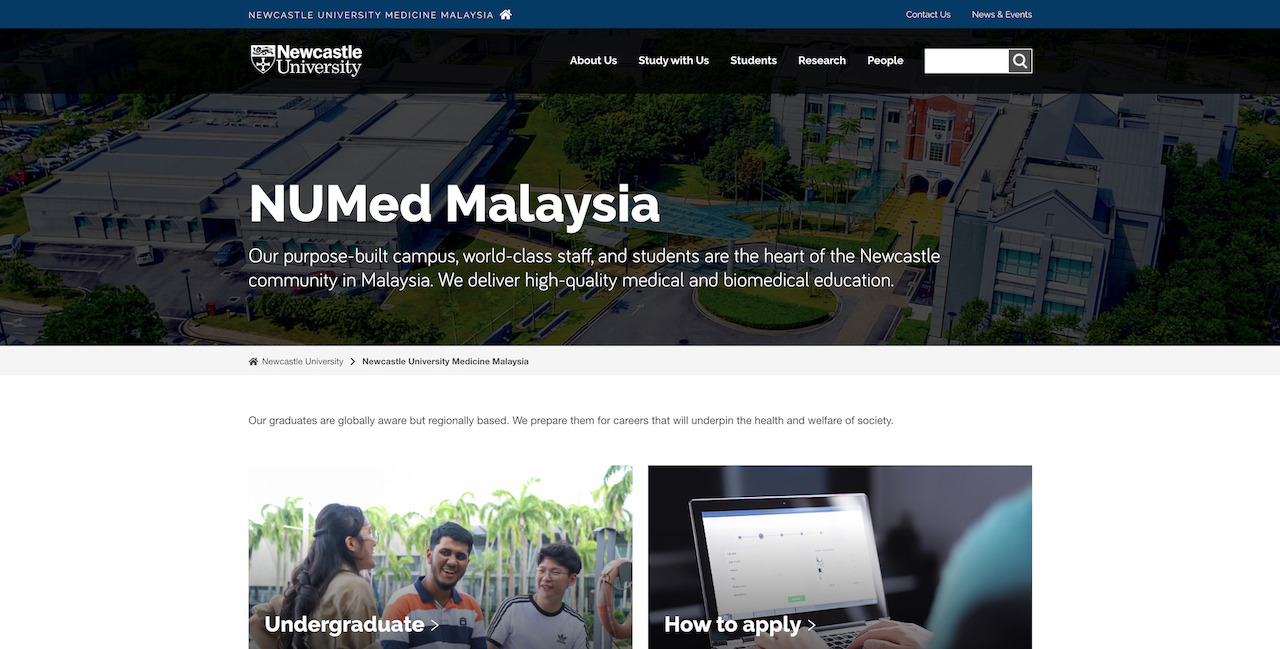 NEWCASTLE UNIVERSITY MEDICINE MALAYSIA
Contact Us
News & Events
Newcastle
University
About Us
Study with Us
Students
Research
People
NUMed Malaysia
Our purpose-built campus, world-class staff, and students are the heart of the Newcastle
community in Malaysia. We deliver high-quality medical and biomedical education.
Newcastle University
Newcastle University Medicine Malaysia
Our graduates are globally aware but regionally based. We prepare them for careers that will underpin the health and welfare of society.
Undergraduate
How to apply